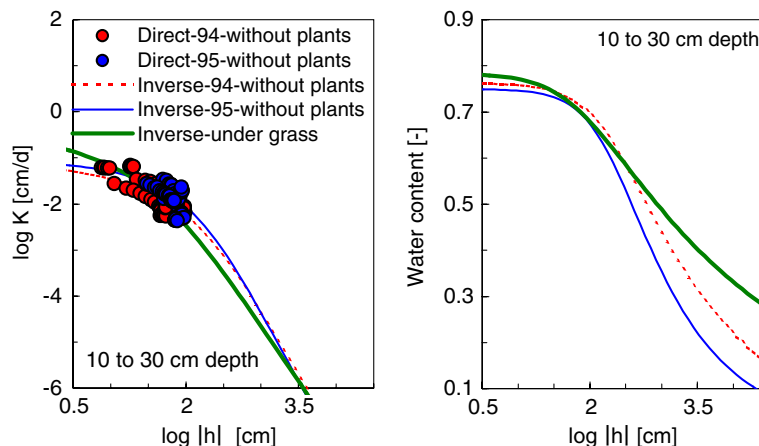 2
0
-2
-4
-6
log K [cm/d]
Direct-94-without plants
Direct-95-without plants
Inverse-94-without plants
Inverse-95-without plants
Inverse-under grass
10 to 30 cm depth
0.5
2
3.5
log |h| [cm]
0.9
0.7
0.5
0.3
0.1
Water content [-]
10 to 30 cm depth
0.5
2
3.5
log |h| [cm]